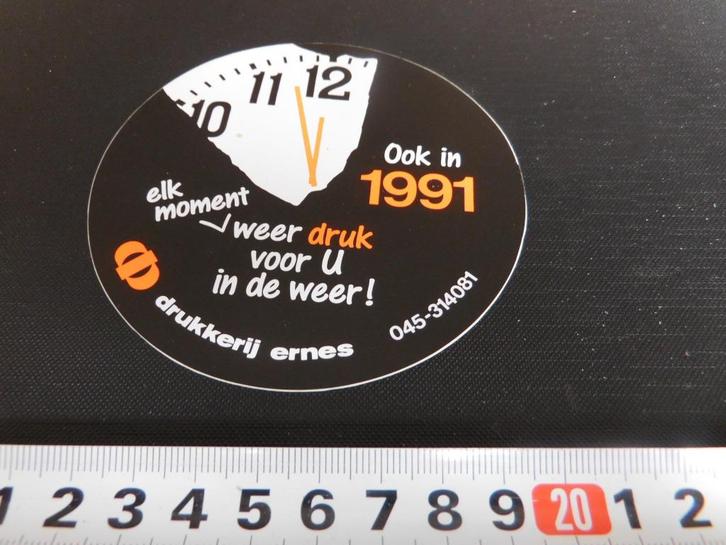 10 11 12
Ook in
1991
elk
moment
weer druk
voor U
in de weer!
drukkerij ernes
045-314081
1 2 3 4 5 6 7 8 9 20 1 2